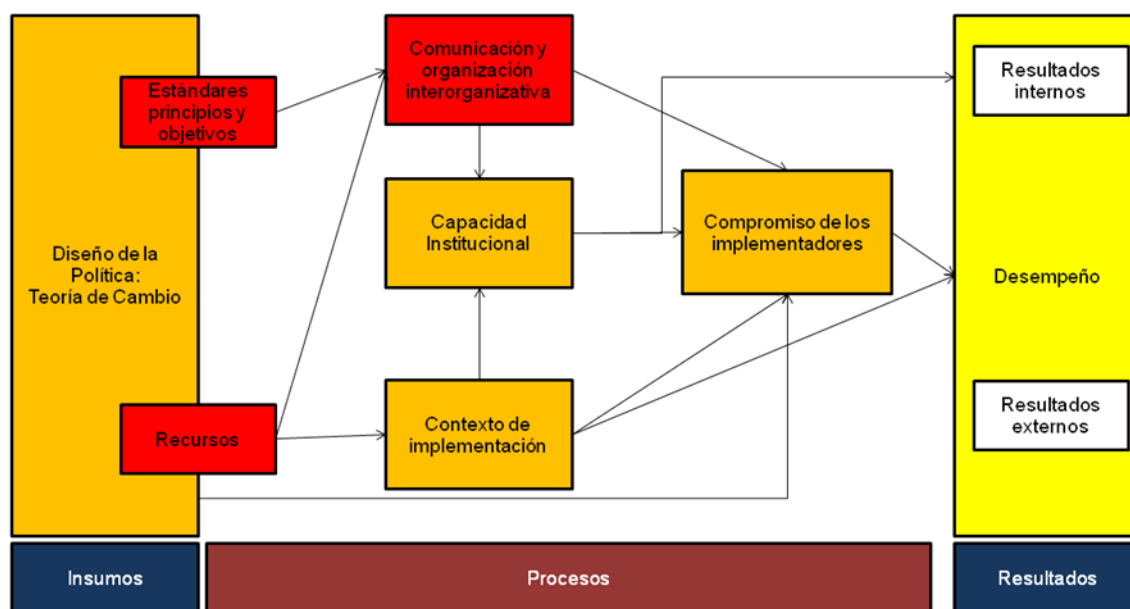 Estándares
principios y
objetivos
Diseño de la
Política:
Teoría de Cambio
Recursos
Comunicación y
organización
interorganizativa
Capacidad
Institucional
Contexto de
implementación
Compromiso de los
implementadores
Resultados
internos
Desempeño
Resultados
externos
Insumos
Procesos
Resultados